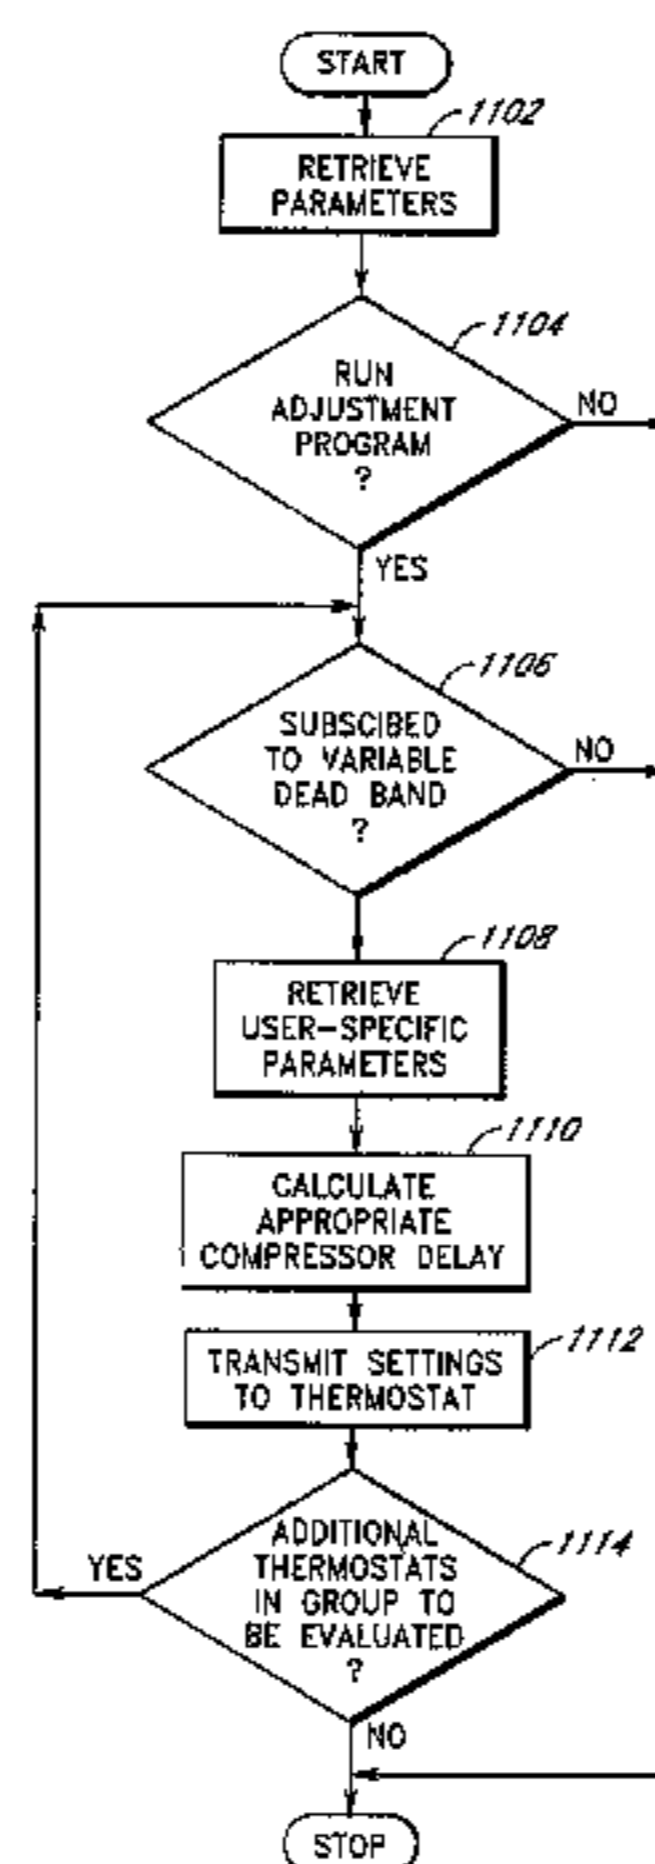 START
1102
RETRIEVE
PARAMETERS
1104
RUN
ADJUSTMENT
PROGRAM
?
NO
YES
1106
SUBSCIBED
TO VARIABLE
DEAD BAND
?
NO
1108
RETRIEVE
USER-SPECIFIC
PARAMETERS
1110
CALCULATE
APPROPRIATE
COMPRESSOR DELAY
1112
TRANSMIT SETTINGS
TO THERMOSTAT
1114
ADDITIONAL
THERMOSTATS
IN GROUP TO
BE EVALUATED
?
YES
NO
STOP